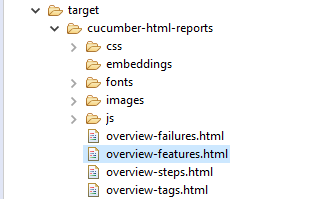 target
cucumber-html-reports
css
embeddings
fonts
images
js
overview-failures.html
overview-features.html
overview-steps.html
overview-tags.html